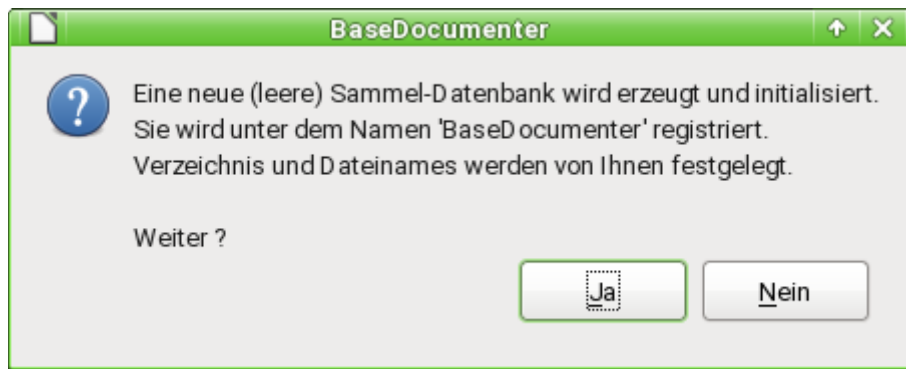 BaseDocumenter
Eine neue (leere) Sammel-Datenbank wird erzeugt und initialisiert.
Sie wird unter dem Namen 'BaseDocumenter' registriert.
Verzeichnis und Dateinames werden von Ihnen festgelegt.
Weiter ?
Ja
Nein